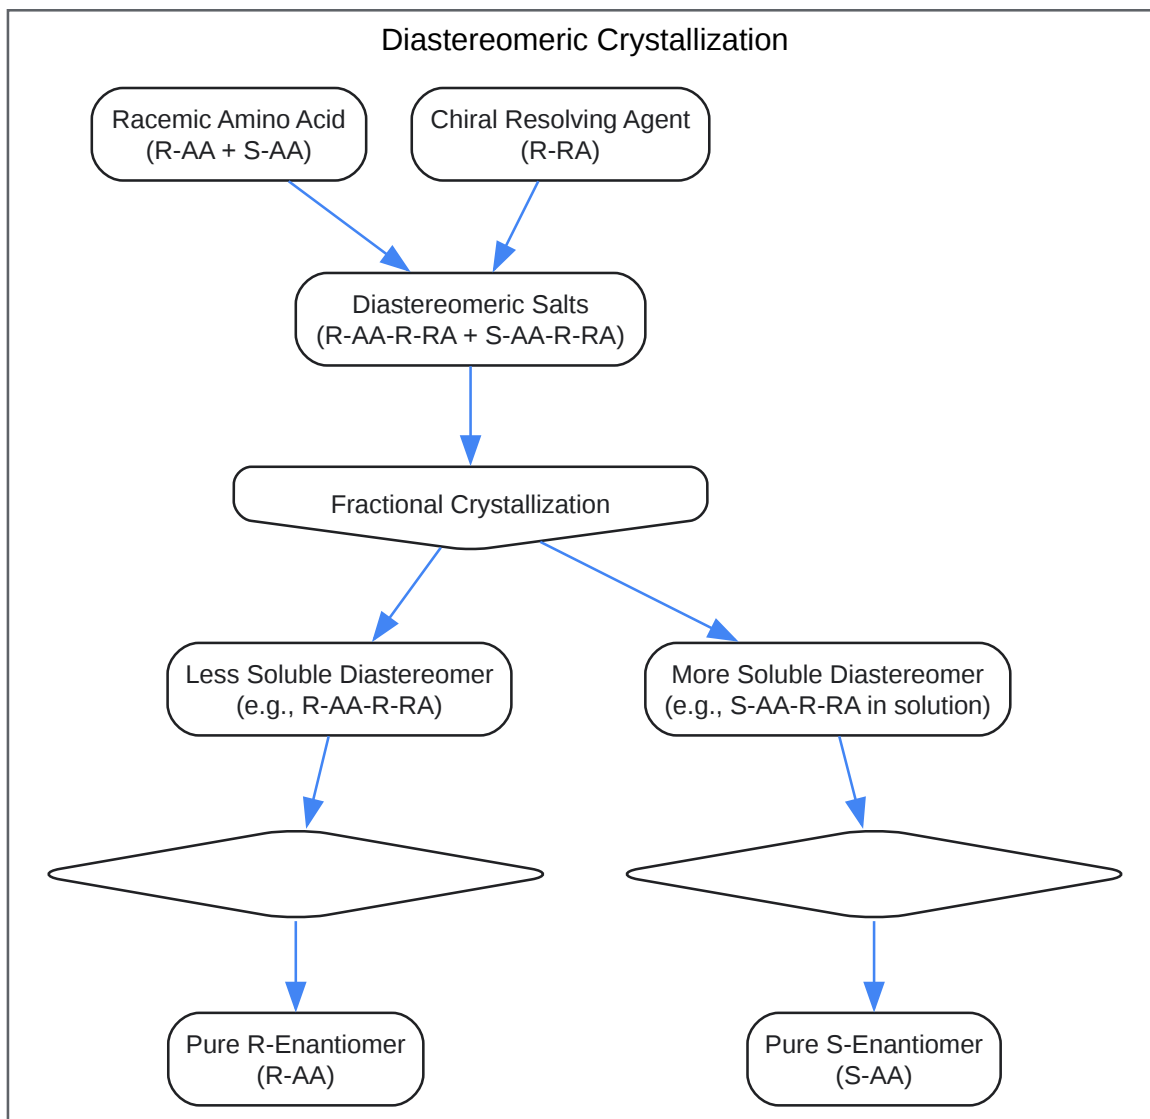 Diastereomeric Crystallization
Racemic Amino Acid
(R-AA + S-AA)
Chiral Resolving Agent
(R-RA)
Diastereomeric Salts
(R-AA-R-RA + S-AA-R-RA)
Fractional Crystallization
Less Soluble Diastereomer
(e.g., R-AA-R-RA)
More Soluble Diastereomer
(e.g., S-AA-R-RA in solution)
Pure R-Enantiomer
(R-AA)
Pure S-Enantiomer
(S-AA)